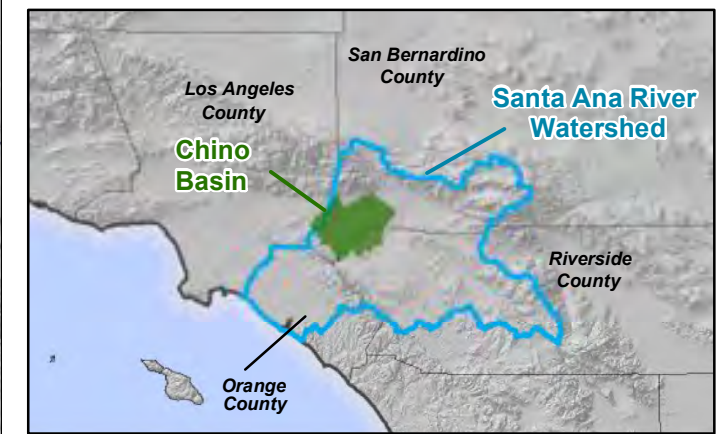 San Bernardino
County
Los Angeles
County
Santa Ana River
Watershed
Chino
Basin
Riverside
County
Orange
County